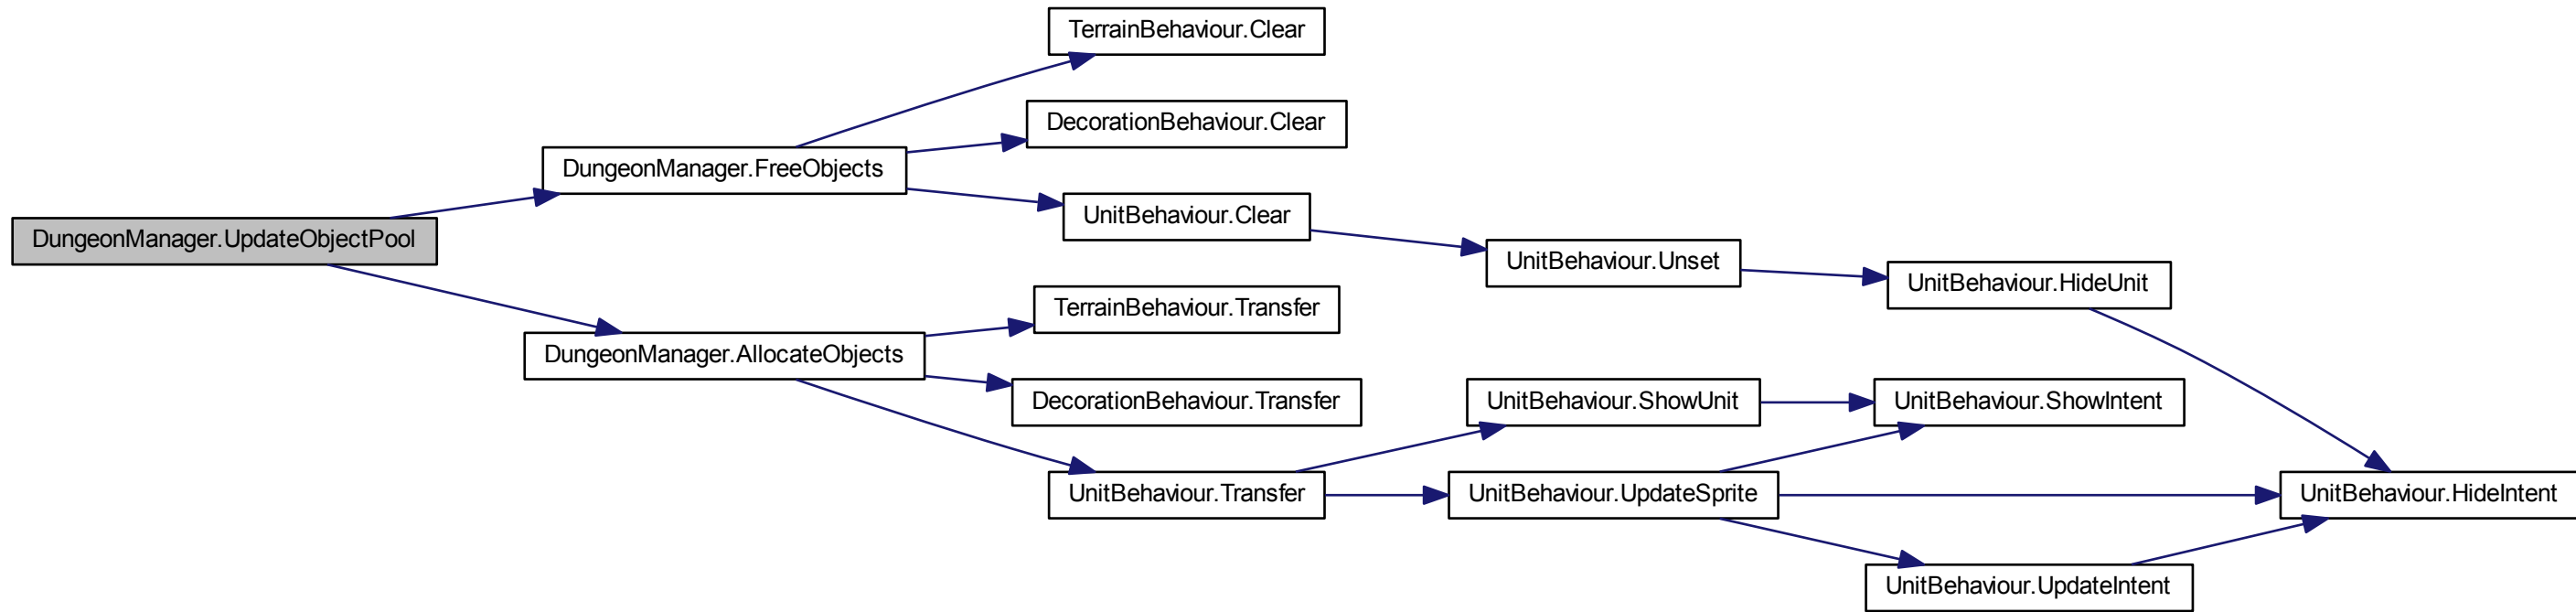 TerrainBehaviour.Clear
DecorationBehaviour.Clear
DungeonManager.FreeObjects
UnitBehaviour.Clear
DungeonManager.UpdateObjectPool
UnitBehaviour.Unset
UnitBehaviour.HideUnit
TerrainBehaviour.Transfer
DungeonManager.AllocateObjects
DecorationBehaviour.Transfer
UnitBehaviour.ShowUnit
UnitBehaviour.ShowIntent
UnitBehaviour.Transfer
UnitBehaviour.UpdateSprite
UnitBehaviour.HideIntent
UnitBehaviour.UpdateIntent